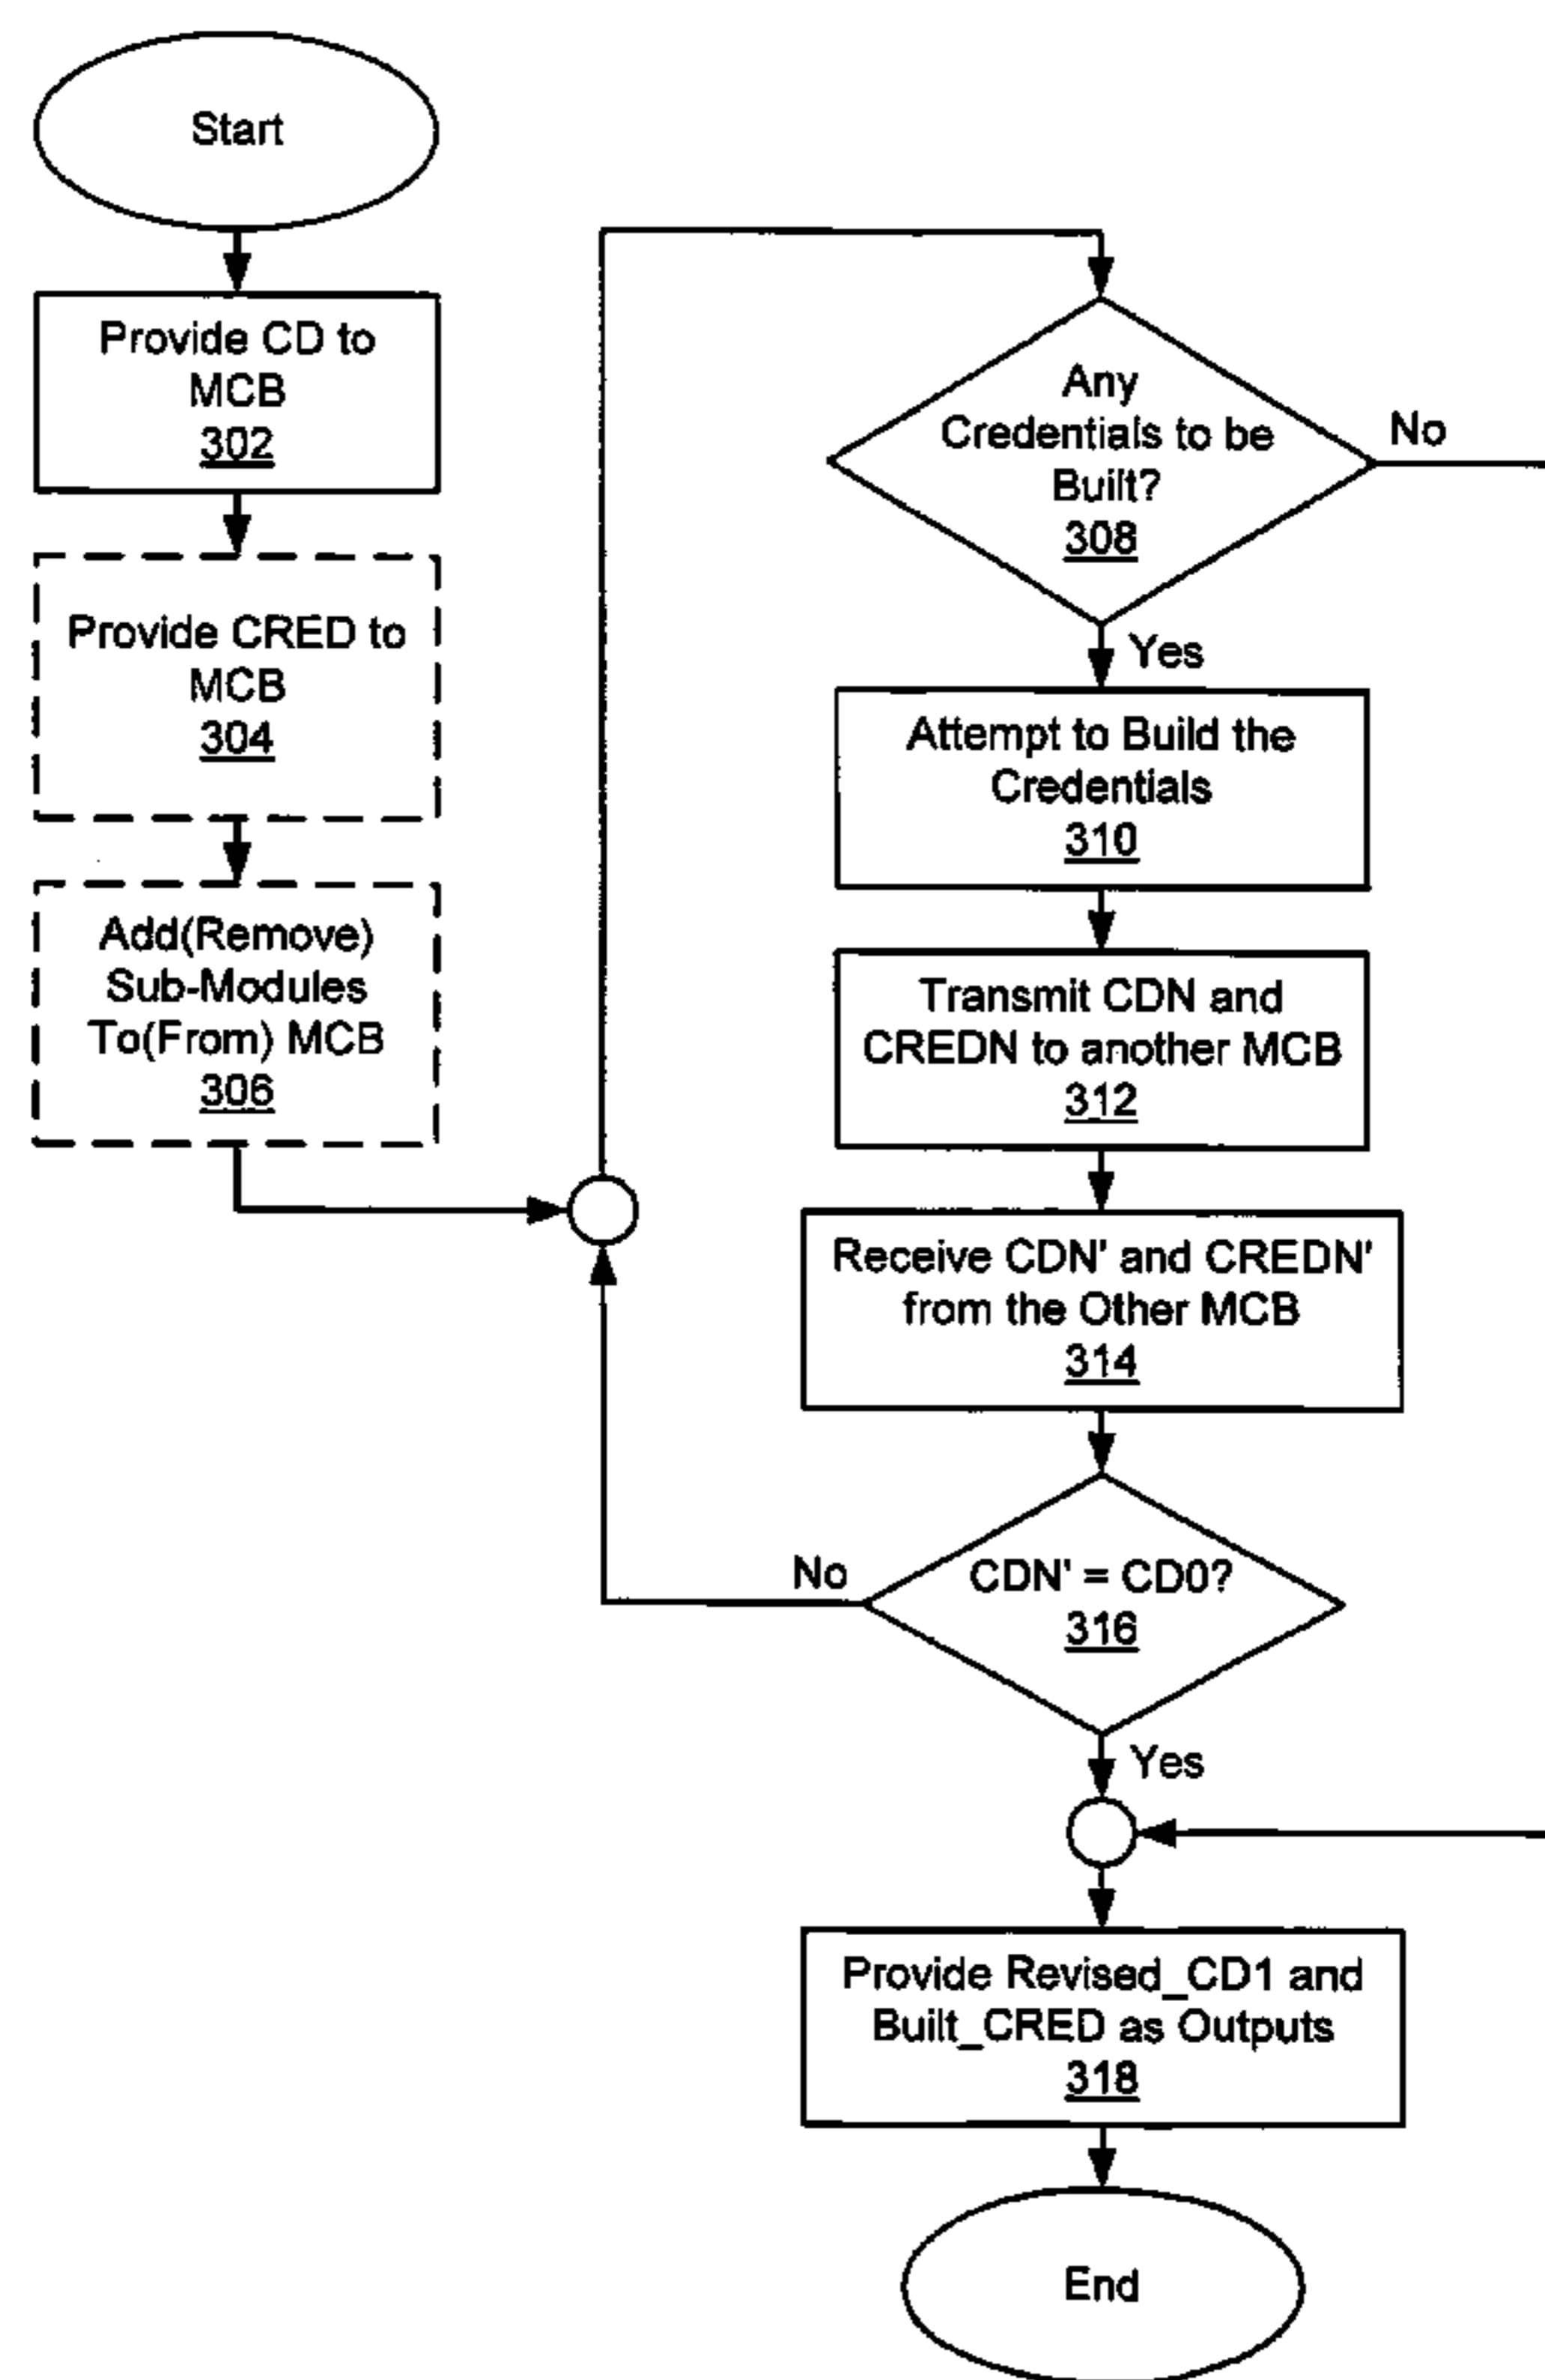 Start
Provide CD to
MCB
302
Provide CRED to
MCB
304
Add(Remove)
Sub-Modules
To(From) MCB
306
Any
Credentials to be
Built?
308
No
Yes
Attempt to Build the
Credentials
310
Transmit CDN and
CREDN to another MCB
312
Receive CDN' and CREDN'
from the Other MCB
314
No
CDN' = CD0?
316
Yes
Provide Revised_CD1 and
Built_CRED as Outputs
318
End